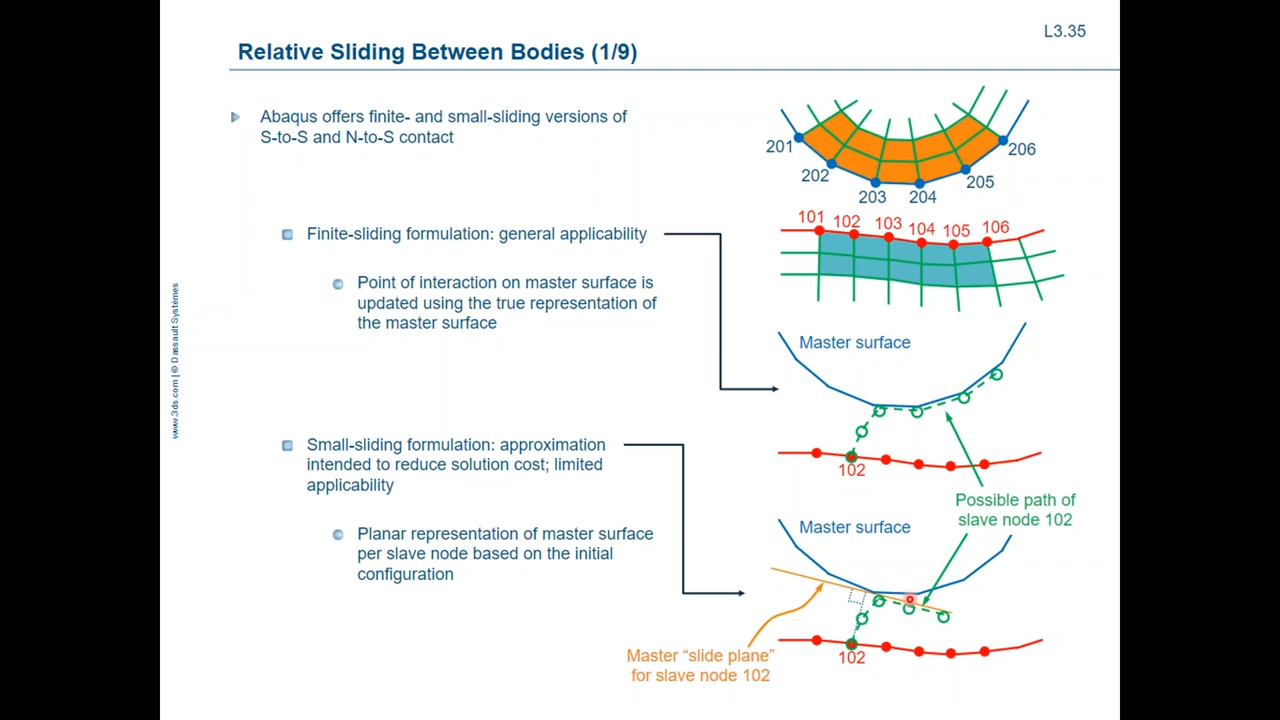 L3.35
Relative Sliding Between Bodies (1/9)
Abaqus offers finite- and small-sliding versions of
S-to-S and N-to-S contact
201
202
203
204
205
206
101
102
103
104
105
106
Finite-sliding formulation: general applicability
Point of interaction on master surface is
updated using the true representation of
the master surface
Master surface
102
Small-sliding formulation: approximation
intended to reduce solution cost; limited
applicability
Possible path of
slave node 102
Planar representation of master surface
per slave node based on the initial
configuration
Master surface
102
Master “slide plane”
for slave node 102
www.3ds.com | © Dassault Systèmes